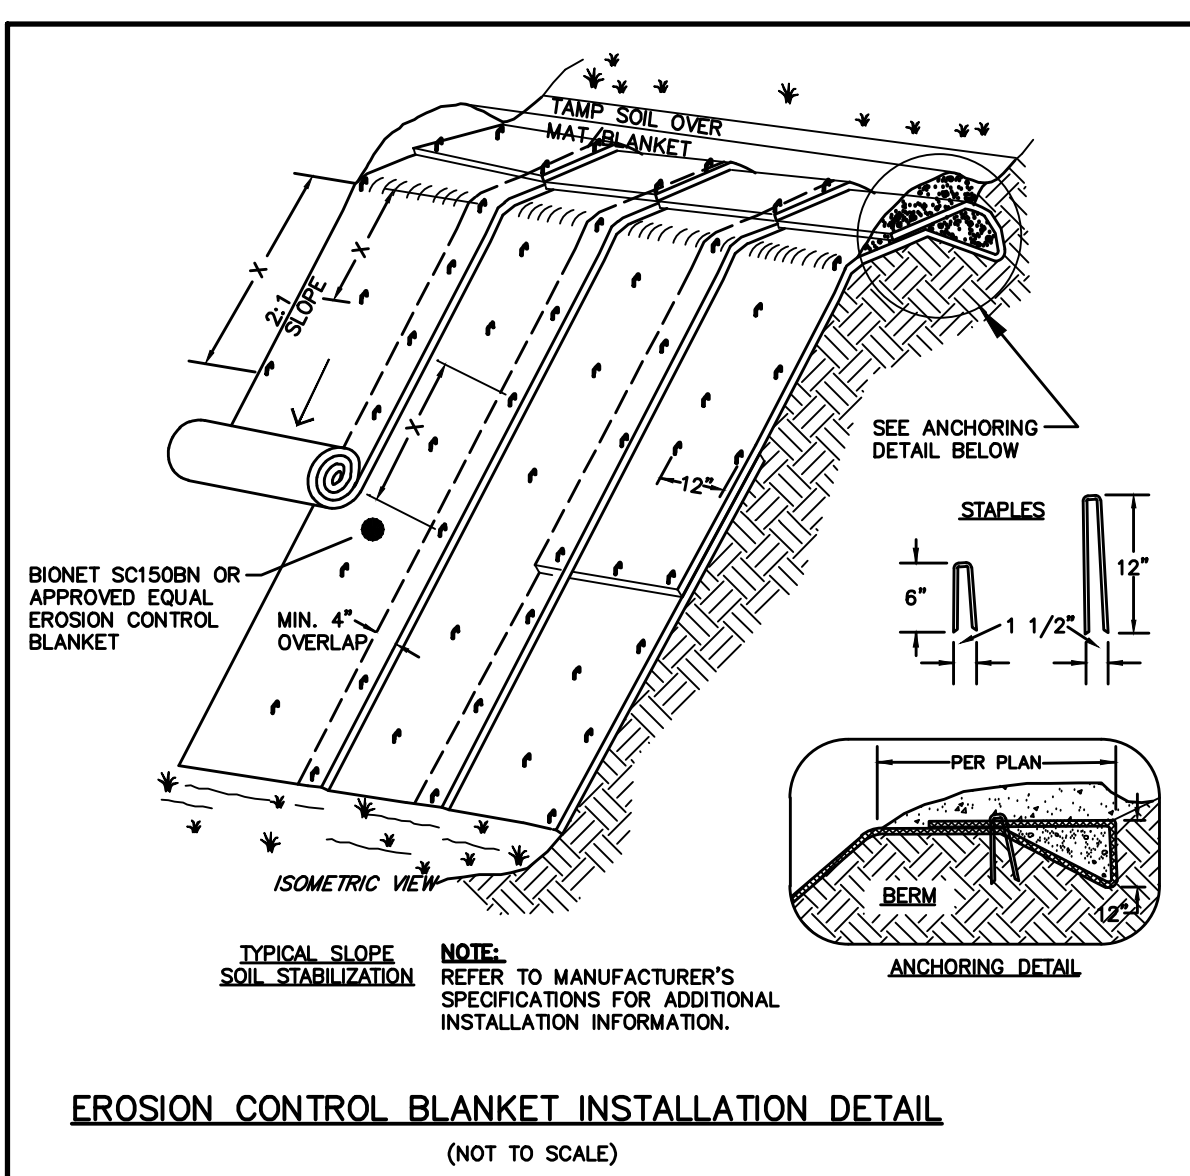 TAMP SOIL OVER
MAT/BLANKET
X
X
2:1
SLOPE
X
12"
SEE ANCHORING
DETAIL BELOW
STAPLES
6"
12"
1 1/2"
BIONET SC150BN OR
APPROVED EQUAL
EROSION CONTROL
BLANKET
MIN. 4"
OVERLAP
PER PLAN
BERM
12"
ANCHORING DETAIL
ISOMETRIC VIEW
TYPICAL SLOPE
SOIL STABILIZATION
NOTE:
REFER TO MANUFACTURER'S
SPECIFICATIONS FOR ADDITIONAL
INSTALLATION INFORMATION.
EROSION CONTROL BLANKET INSTALLATION DETAIL
(NOT TO SCALE)